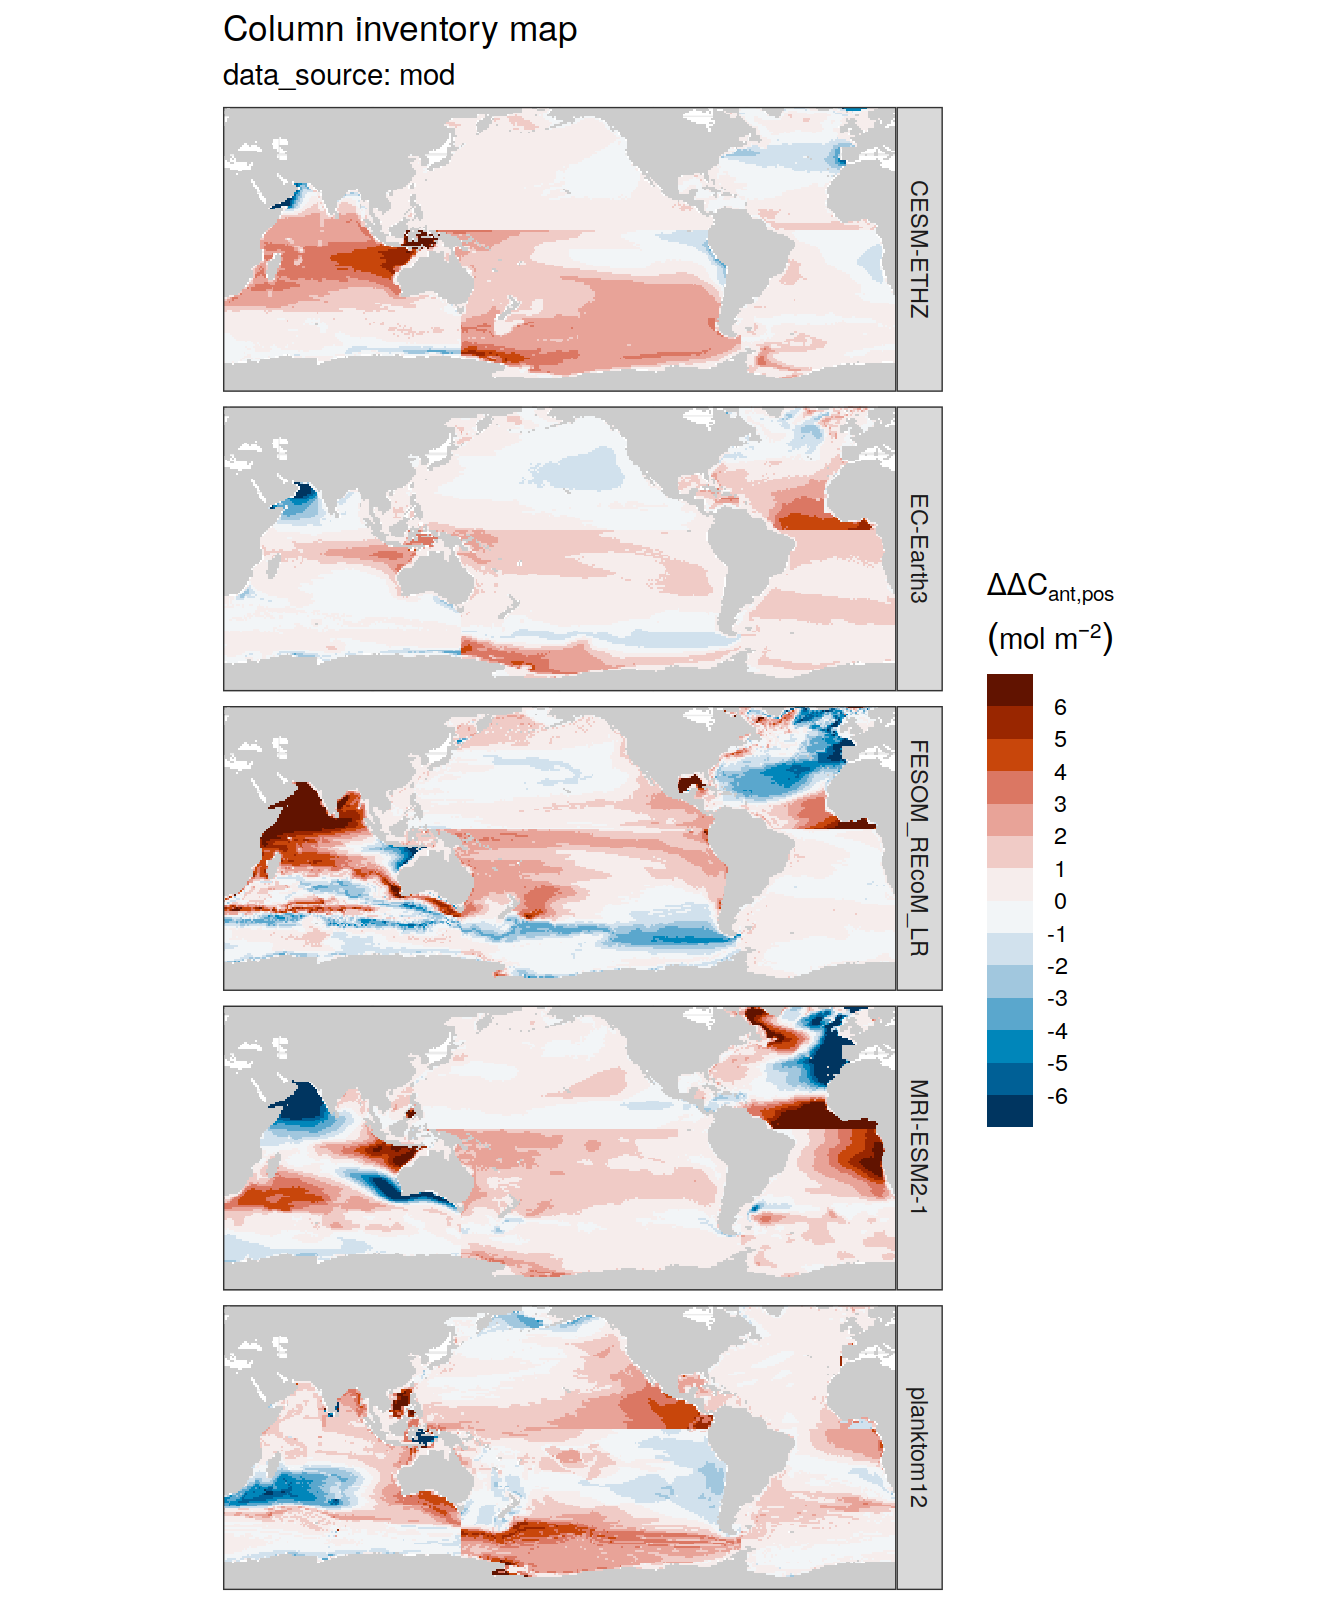 Column inventory map
data_source: mod
CESM-ETHZ
EC-Earth3
FESOM_REcoM_LR
MRI-ESM2-1
planktom12
ΔΔCant,pos
(mol m−2)
6
5
4
3
2
1
0
-1
-2
-3
-4
-5
-6